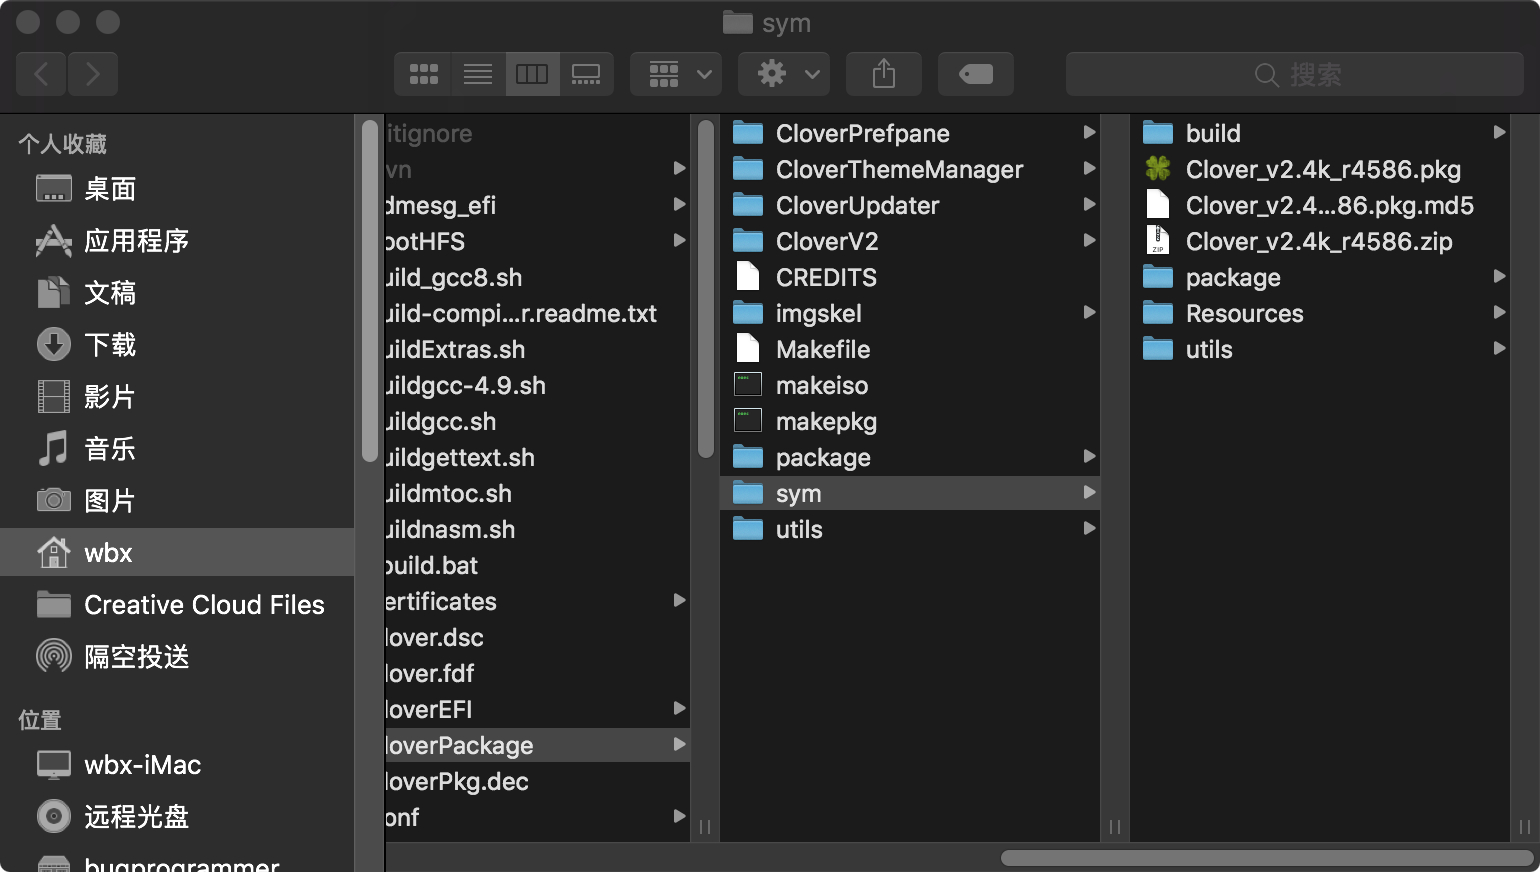 sym
搜索
个人收藏
桌面
应用程序
文稿
下载
影片
音乐
图片
wbx
Creative Cloud Files
隔空投送
位置
wbx-iMac
远程光盘
bugprogrammer
itignore
vn
dmesg_efi
ootHFS
uild_gcc8.sh
uild-compi...r.readme.txt
uildExtras.sh
uildgcc-4.9.sh
uildgcc.sh
uildgettext.sh
uildmtoc.sh
uildnasm.sh
build.bat
ertificates
lover.dsc
lover.fdf
loverEFI
loverPackage
loverPkg.dec
onf
CloverPrefpane
CloverThemeManager
CloverUpdater
CloverV2
CREDITS
imgskel
Makefile
makeiso
makepkg
package
sym
utils
build
Clover_v2.4k_r4586.pkg
Clover_v2.4...86.pkg.md5
Clover_v2.4k_r4586.zip
ZIP
package
Resources
utils